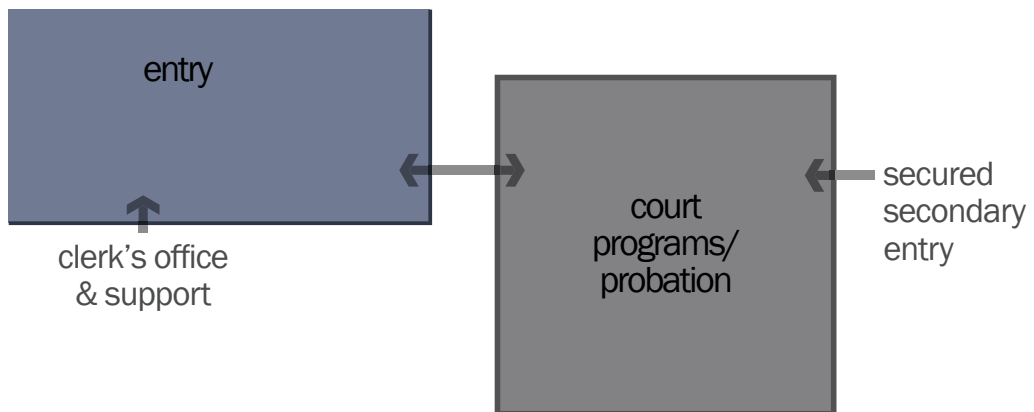 entry
clerk’s office
& support
court
programs/
probation
secured
secondary
entry